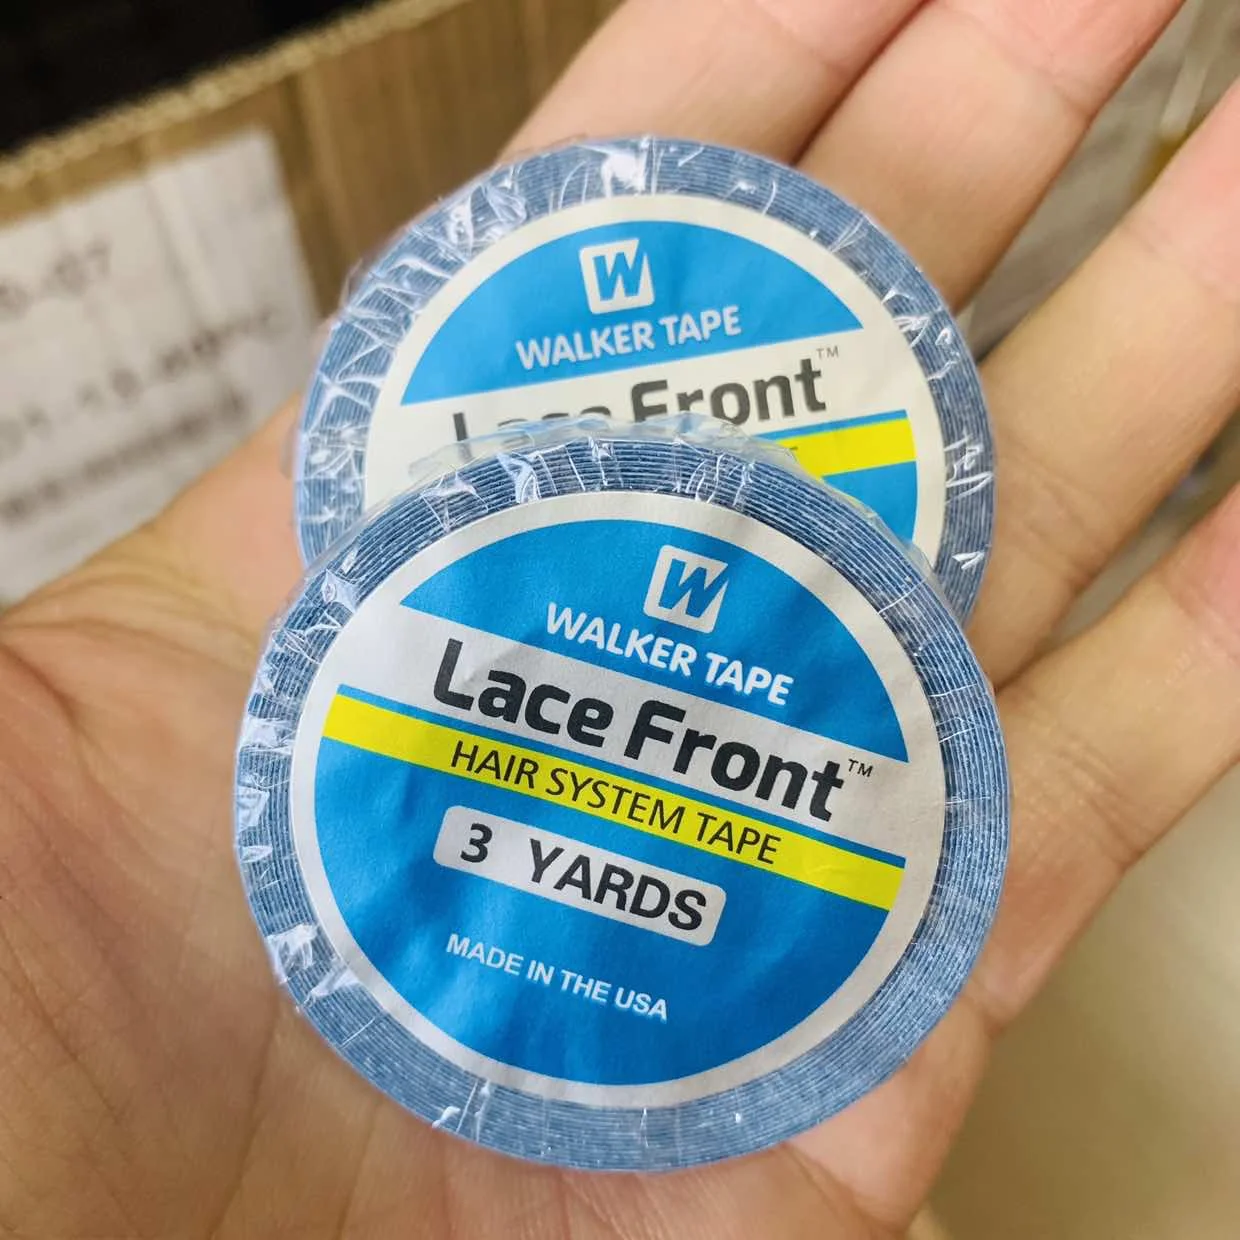 W
WALKER TAPE
Lace Front™
W
WALKER TAPE
Lace Front™
HAIR SYSTEM TAPE
3 YARDS
MADE IN THE USA